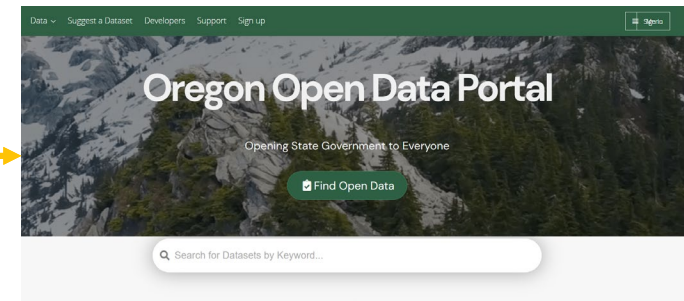 Data Suggest a Dataset Developers Support Sign up
Oregon Open Data Portal
Opening State Government to Everyone
Find Open Data
Search for Datasets by Keyword...